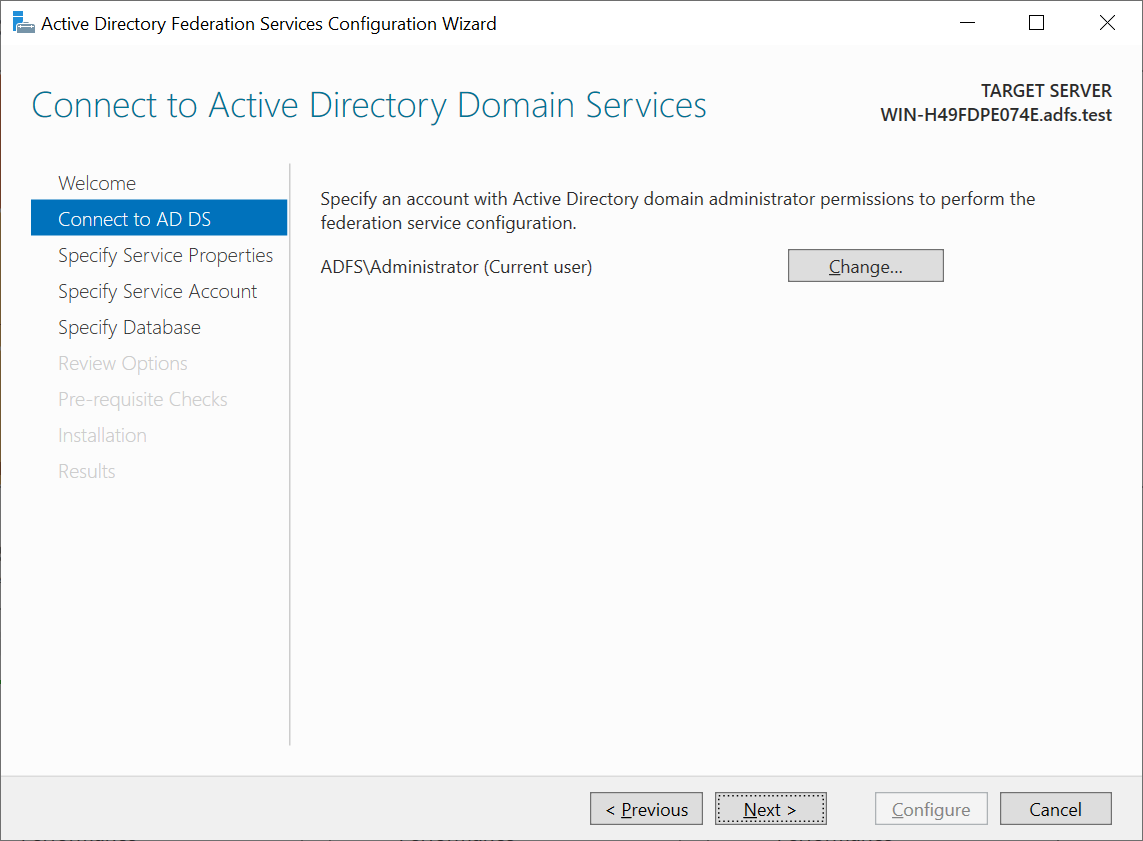 Active Directory Federation Services Configuration Wizard
Connect to Active Directory Domain Services
TARGET SERVER
WIN-H49FDPE074E.adfs.test
Welcome
Connect to AD DS
Specify Service Properties
Specify Service Account
Specify Database
Review Options
Pre-requisite Checks
Installation
Results
Specify an account with Active Directory domain administrator permissions to perform the
federation service configuration.
ADFS\Administrator (Current user)
Change...
< Previous
Next >
Configure
Cancel